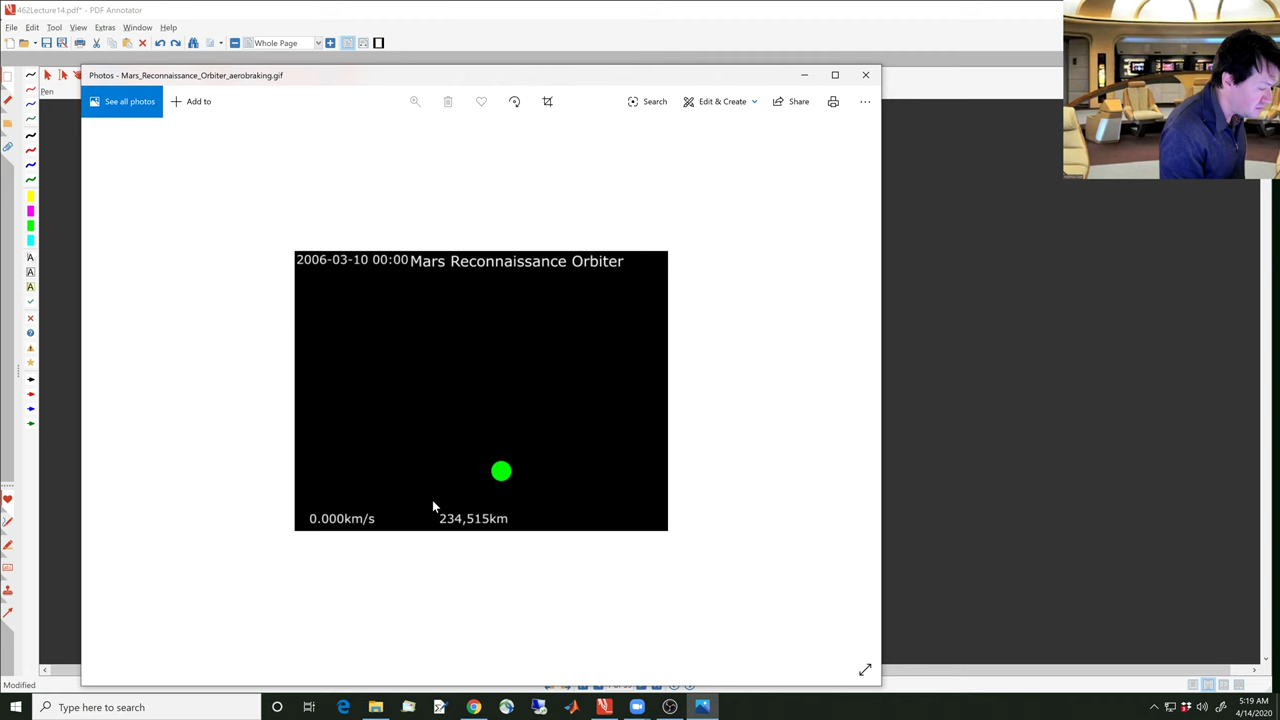 462Lecture14.pdf* - PDF Annotator
File Edit Tool View Extras Window Help
Whole Page
Photos - Mars_Reconnaissance_Orbiter_aerobraking.gif
Pen
See all photos
Add to
Search
Edit & Create
Share
2006-03-10 00:00 Mars Reconnaissance Orbiter
0.000km/s
234,515km
Modified
Type here to search
5:19 AM
4/14/2020